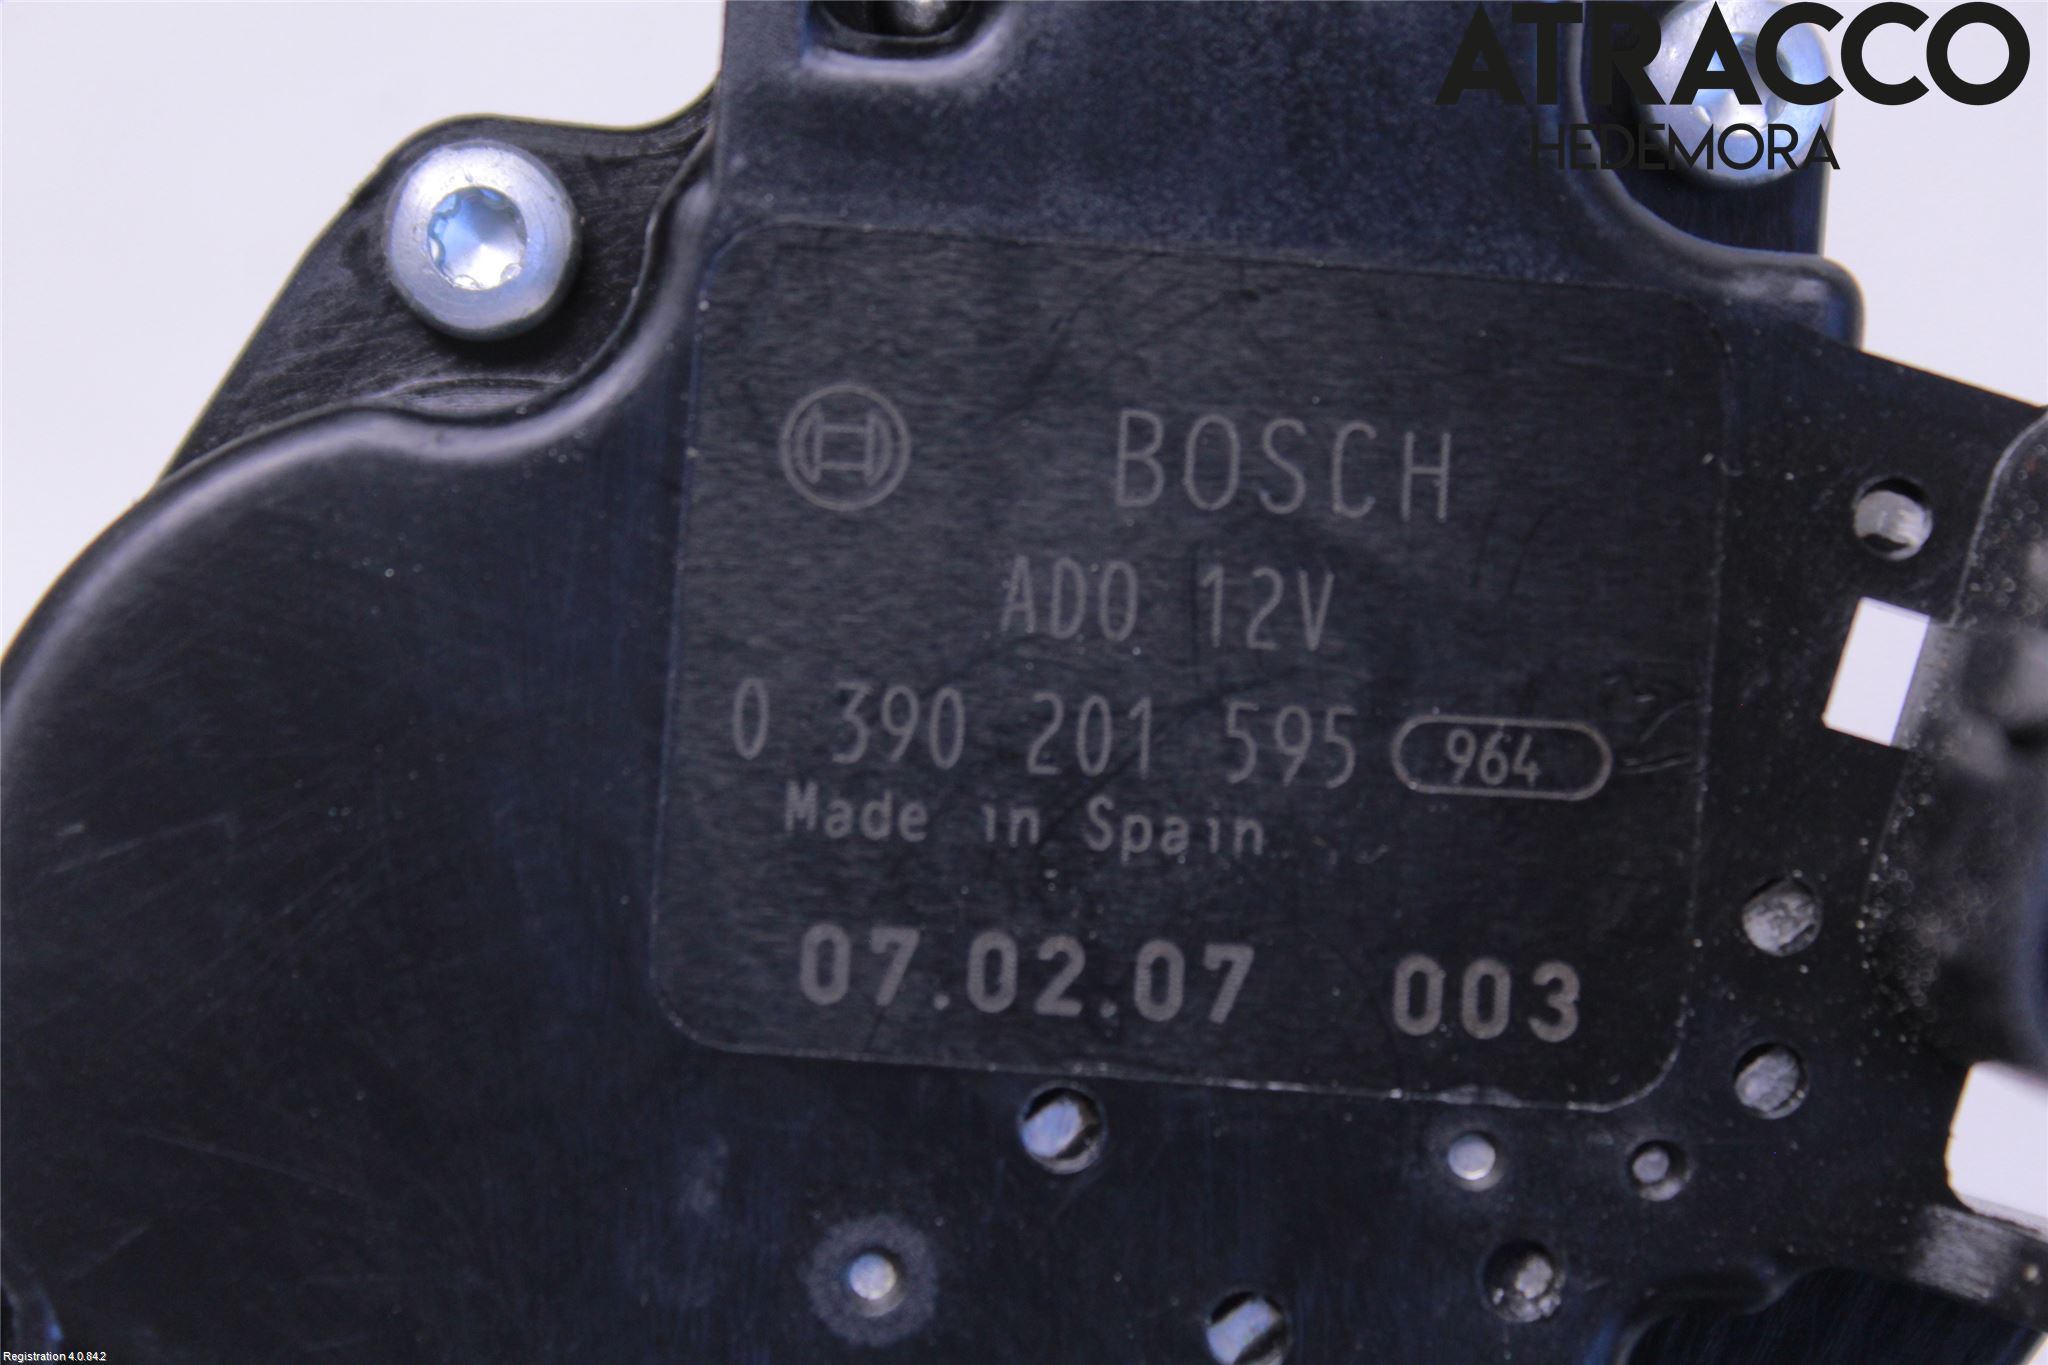 ATRACCO
HEDEMORA
BOSCH
ADO 12V
0 390 201 595 964
Made in Spain
07.02.07 003
Registration 4.0.84.2